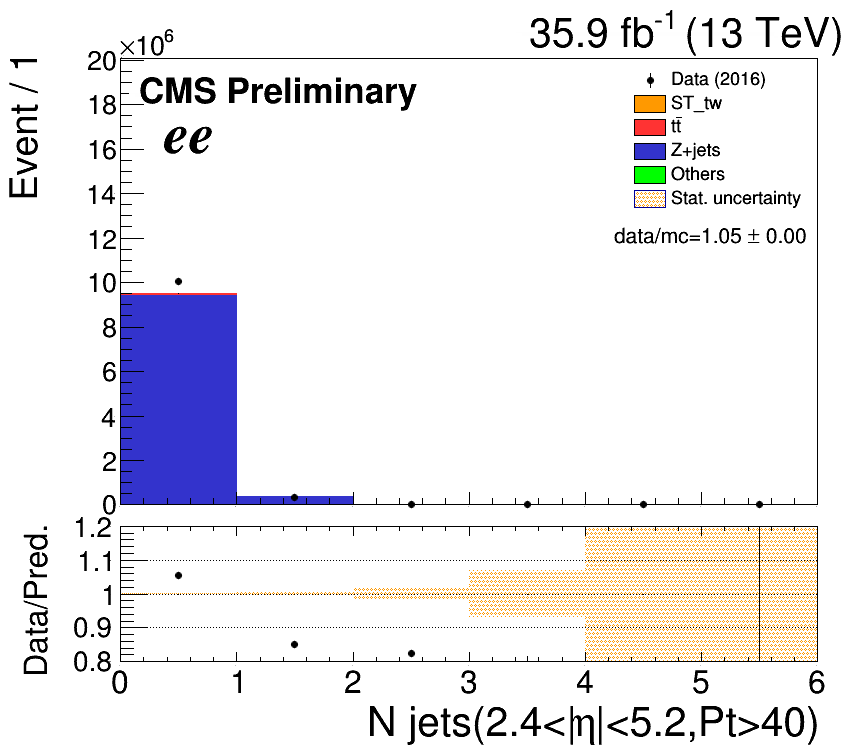 35.9 fb⁻¹ (13 TeV)
×10⁶
Event / 1
20
18
16
14
12
10
8
6
4
2
0
CMS Preliminary
ee
Data (2016)
ST_tw
tt̄
Z+jets
Others
Stat. uncertainty
data/mc=1.05 ± 0.00
Data/Pred.
1.2
1.1
1
0.9
0.8
0 1 2 3 4 5 6
N jets(2.4<|η|<5.2,Pt>40)